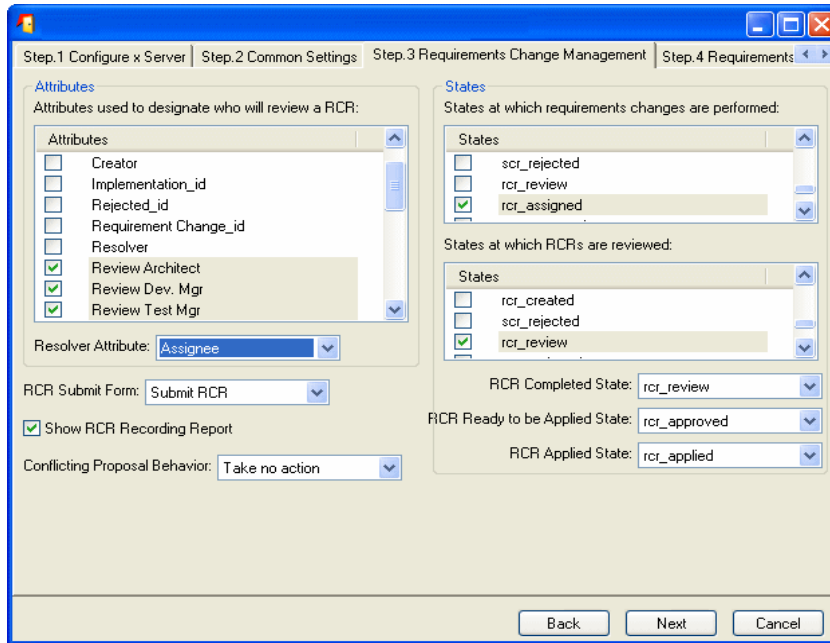 Step.1 Configure x Server
Step.2 Common Settings
Step.3 Requirements Change Management
Step.4 Requirements
Attributes
Attributes used to designate who will review a RCR:
Attributes
Creator
Implementation_id
Rejected_id
Requirement Change_id
Resolver
Review Architect
Review Dev. Mgr
Review Test Mgr
Resolver Attribute: Assignee
RCR Submit Form: Submit RCR
Show RCR Recording Report
Conflicting Proposal Behavior: Take no action
States
States at which requirements changes are performed:
States
scr_rejected
rcr_review
rcr_assigned
States at which RCRs are reviewed:
States
rcr_created
scr_rejected
rcr_review
RCR Completed State: rcr_review
RCR Ready to be Applied State: rcr_approved
RCR Applied State: rcr_applied
Back
Next
Cancel